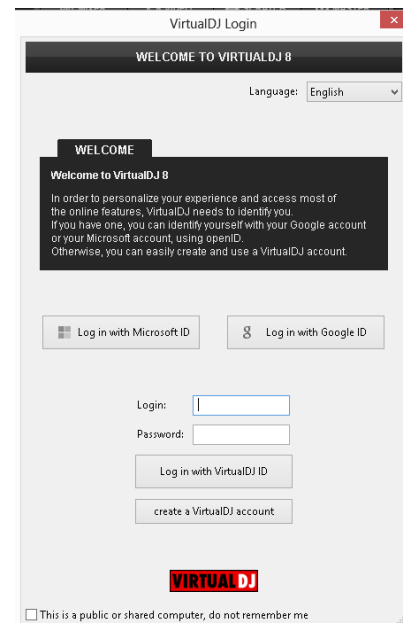 VirtualDJ Login
WELCOME TO VIRTUALDJ 8
Language: English
WELCOME
Welcome to VirtualDJ 8
In order to personalize your experience and access most of
the online features, VirtualDJ needs to identify you.
If you have one, you can identify yourself with your Google account
or your Microsoft account, using openID.
Otherwise, you can easily create and use a VirtualDJ account.
Log in with Microsoft ID
g Log in with Google ID
Login:
Password:
Log in with VirtualDJ ID
create a VirtualDJ account
VIRTUAL DJ
This is a public or shared computer, do not remember me